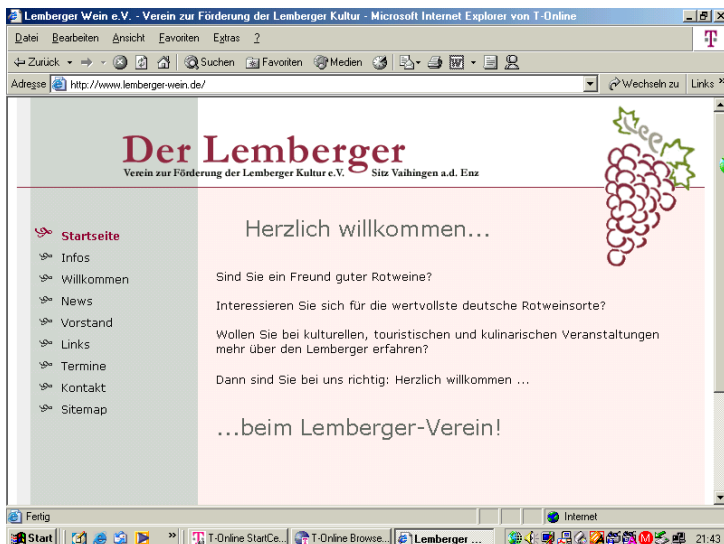 Lemberger Wein e.V. - Verein zur Förderung der Lemberger Kultur - Microsoft Internet Explorer von T-Online
Datei Bearbeiten Ansicht Favoriten Extras ?
Zurück Suchen Favoriten Medien
Adresse http://www.lemberger-wein.de/ Wechseln zu Links »
Der Lemberger
Verein zur Förderung der Lemberger Kultur e.V. Sitz Vaihingen a.d. Enz
Herzlich willkommen...
Startseite
Infos
Willkommen
News
Vorstand
Links
Termine
Kontakt
Sitemap
Sind Sie ein Freund guter Rotweine?
Interessieren Sie sich für die wertvollste deutsche Rotweinsorte?
Wollen Sie bei kulturellen, touristischen und kulinarischen Veranstaltungen
mehr über den Lemberger erfahren?
Dann sind Sie bei uns richtig: Herzlich willkommen ...
...beim Lemberger-Verein!
Fertig Internet
Start » T-Online StartCe... T-Online Browse... Lemberger ... 21:43